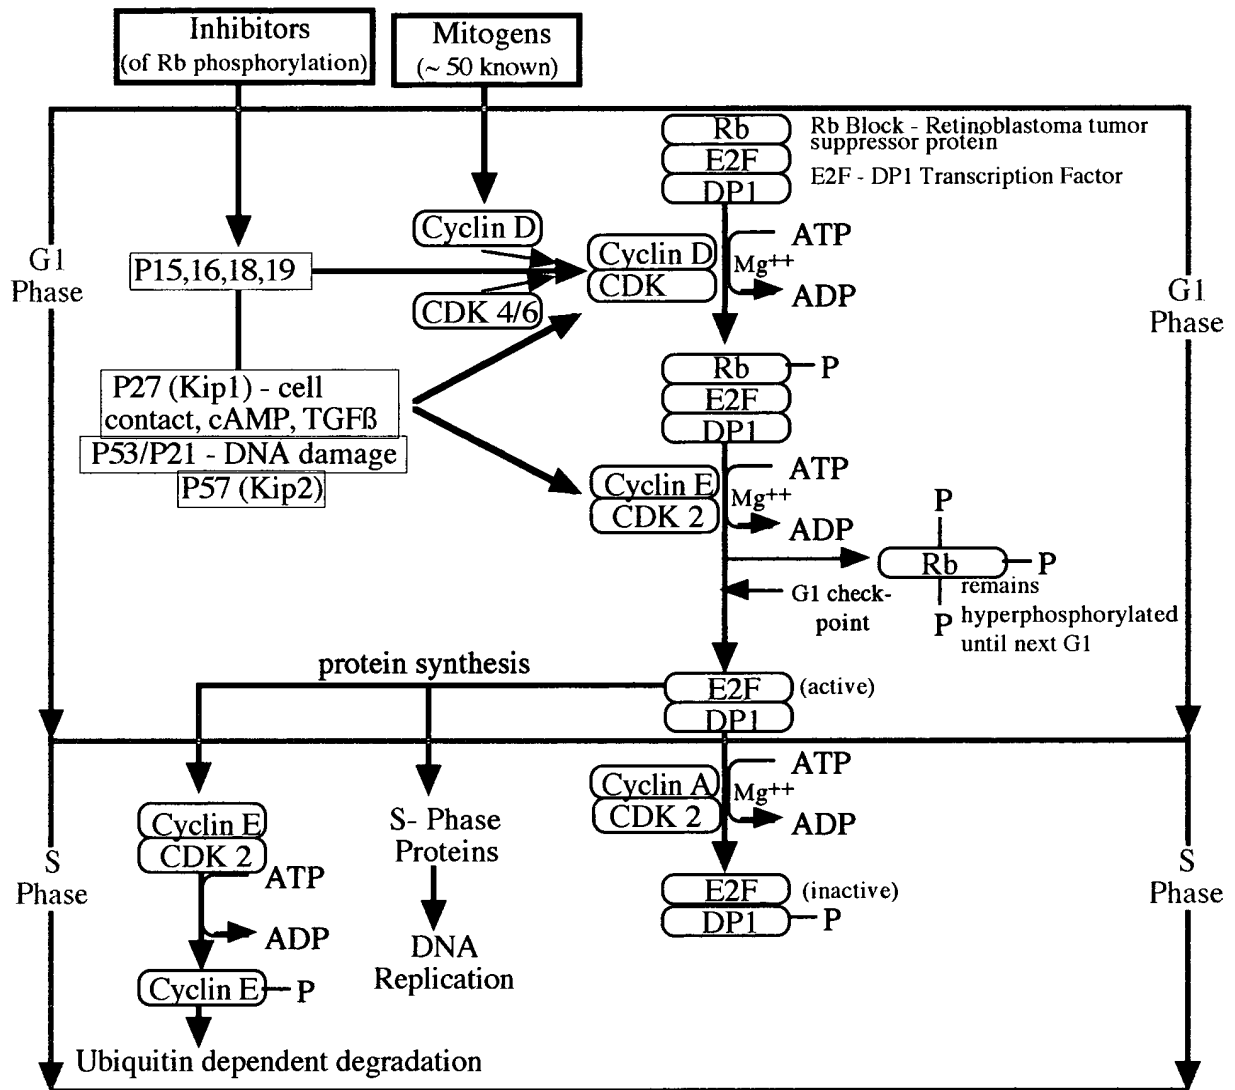 Inhibitors
(of Rb phosphorylation)
Mitogens
(~ 50 known)
Rb
E2F
DP1
Rb Block - Retinoblastoma tumor
suppressor protein
E2F - DP1 Transcription Factor
G1
Phase
P15,16,18,19
Cyclin D
CDK 4/6
Cyclin D
CDK
ATP
Mg++
ADP
G1
Phase
Rb
P
E2F
DP1
P27 (Kip1) - cell
contact, cAMP, TGFß
P53/P21 - DNA damage
P57 (Kip2)
Cyclin E
CDK 2
ATP
Mg++
ADP
P
Rb
P
P
remains
hyperphosphorylated
until next G1
G1 check-
point
protein synthesis
E2F
(active)
DP1
S
Phase
Cyclin E
CDK 2
ATP
ADP
Cyclin E
P
Ubiquitin dependent degradation
S- Phase
Proteins
DNA
Replication
Cyclin A
CDK 2
ATP
Mg++
ADP
E2F
(inactive)
DP1
P
S
Phase